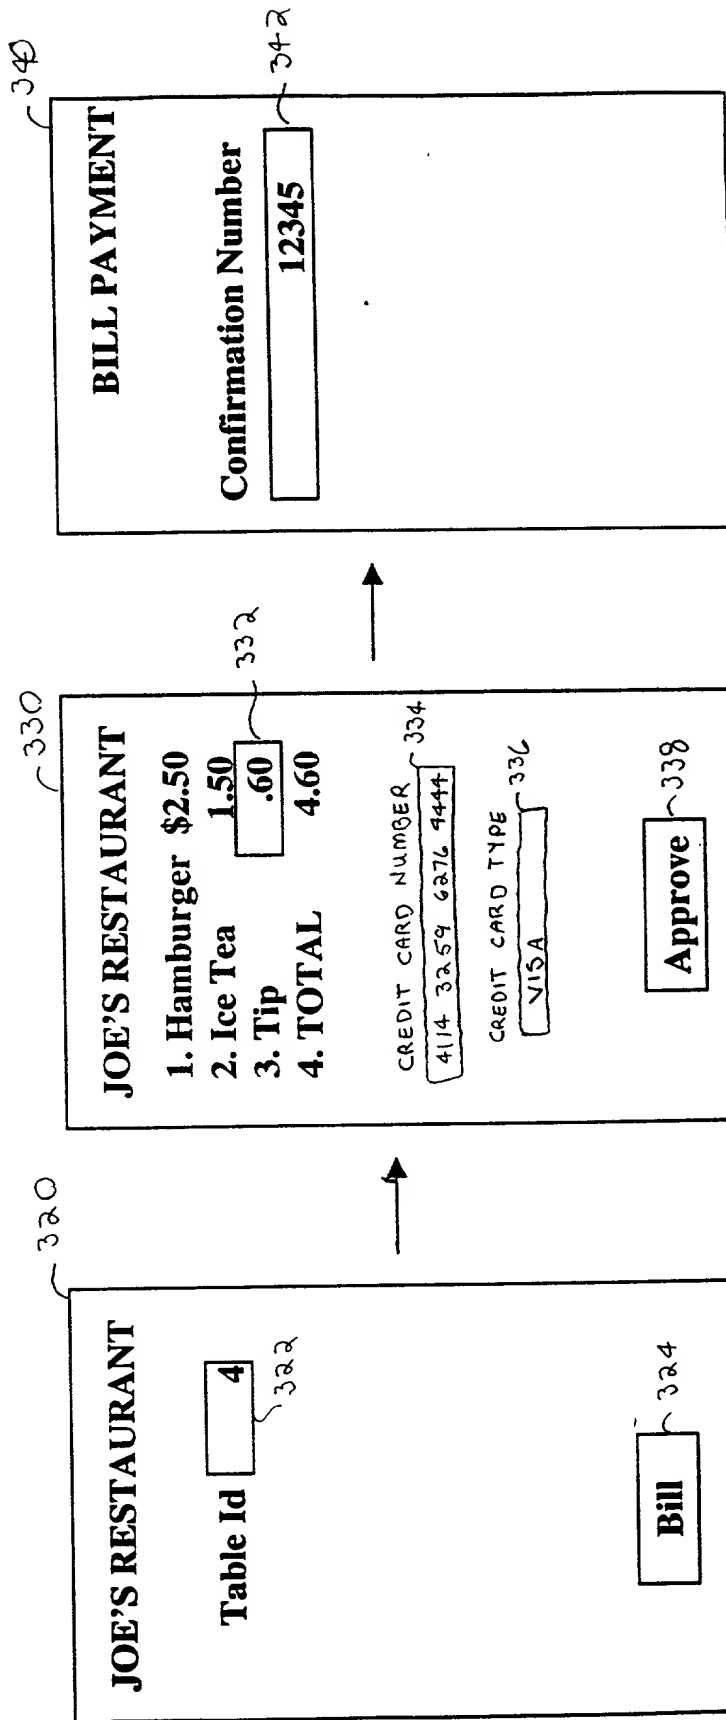 320
JOE'S RESTAURANT
Table Id 4
322
Bill
324
330
JOE'S RESTAURANT
1. Hamburger $2.50
2. Ice Tea 1.50
3. Tip .60
332
4. TOTAL 4.60
CREDIT CARD NUMBER
334
4114 3259 6276 4444
CREDIT CARD TYPE
336
VISA
Approve
338
340
BILL PAYMENT
Confirmation Number
12345
342